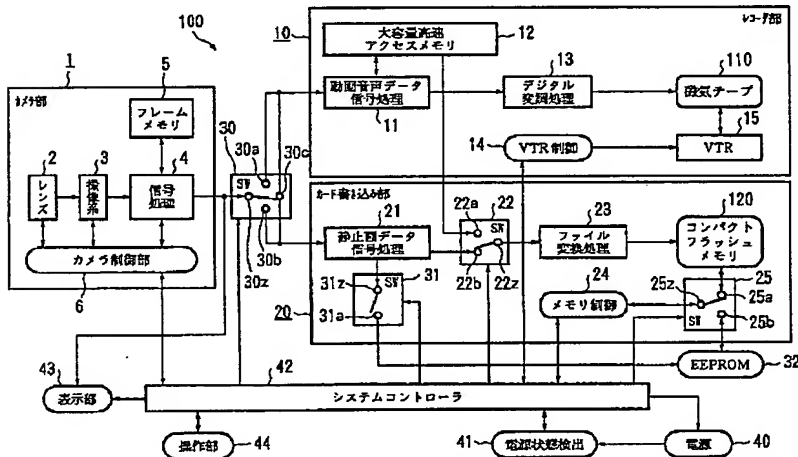 100
1
カメラ部
5
フレーム
メモリ
2
レンズ
3
撮像系
4
信号
処理
カメラ制御部
6
30
30a
30c
SW
30b
30z
10
レコーダ部
大容量高速
アクセスメモリ
12
動画音声データ
信号処理
11
13
デジタル
変調処理
110
磁気テープ
14
VTR制御
15
VTR
カード書き込み部
20
21
静止画データ
信号処理
22
22a
SW
22b
22z
23
ファイル
変換処理
120
コンパクト
フラッシュ
メモリ
31
31z
SW
31a
24
メモリ制御
25
25z
25a
SW
25b
EEPROM
32
42
システムコントローラ
43
表示部
操作部
44
41
電源状態検出
電源
40